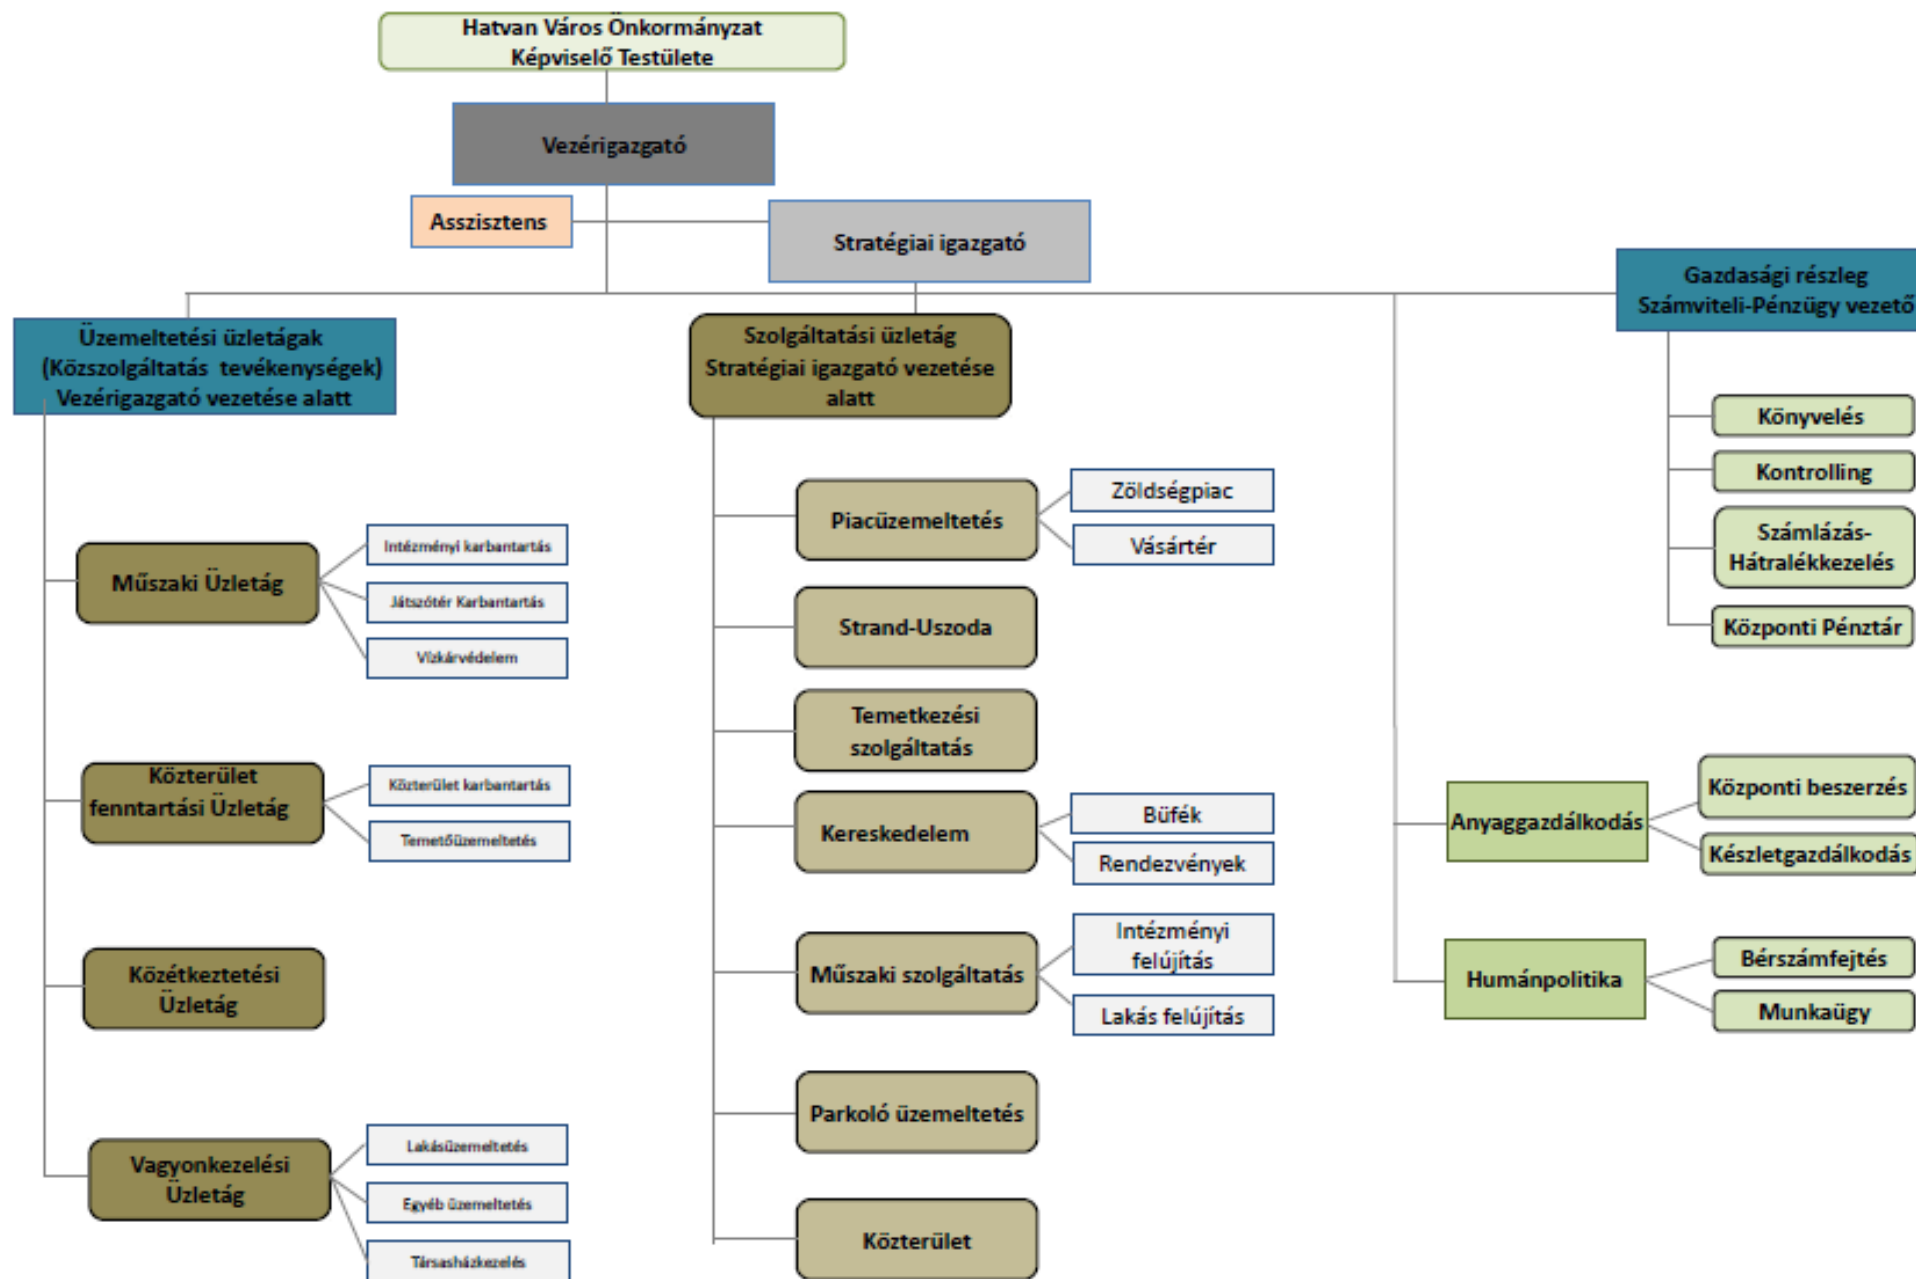 Hatvan Város Önkormányzat
Képviselő Testülete
Vezérigazgató
Asszisztens
Stratégiai igazgató
Gazdasági részleg
Számviteli-Pénzügy vezető
Üzemeltetési üzletágak
(Közszolgáltatás tevékenységek)
Vezérigazgató vezetése alatt
Szolgáltatási üzletág
Stratégiai igazgató vezetése
alatt
Műszaki Üzletág
Intézményi karbantartás
Játszótér Karbantartás
Vízkárvédelem
Közterület
fenntartási Üzletág
Közterület karbantartás
Temetőüzemeltetés
Közétkeztetési
Üzletág
Vagyonkezelési
Üzletág
Lakásüzemeltetés
Egyéb üzemeltetés
Társasházkezelés
Piacüzemeltetés
Zöldségpiac
Vásártér
Strand-Uszoda
Temetkezési
szolgáltatás
Kereskedelem
Büfék
Rendezvények
Műszaki szolgáltatás
Intézményi
felújítás
Lakás felújítás
Parkoló üzemeltetés
Közterület
Könyvelés
Kontrolling
Számlázás-
Hátralékkezelés
Központi Pénztár
Anyaggazdálkodás
Központi beszerzés
Készletgazdálkodás
Humánpolitika
Bérszámfejtés
Munkaügy